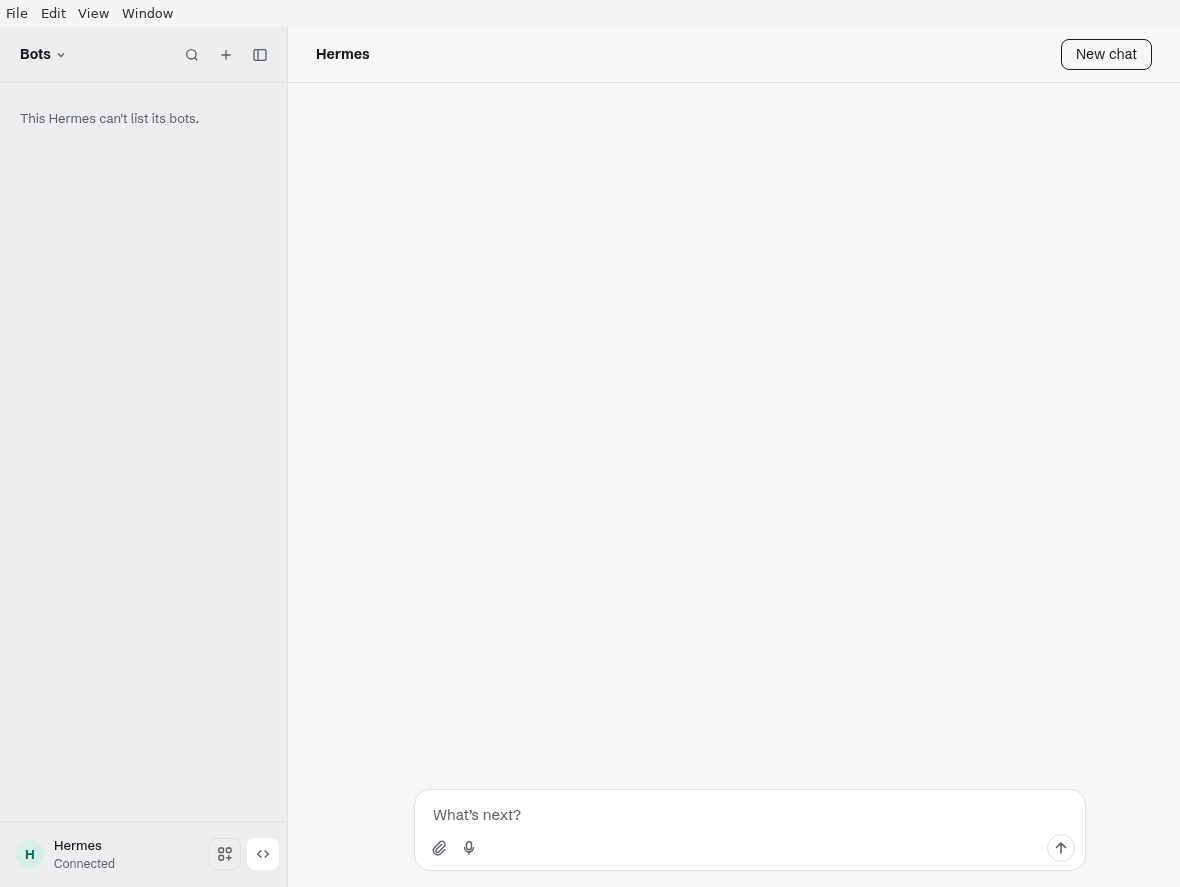 File Edit View Window
Bots
Hermes
New chat
This Hermes can't list its bots.
What's next?
H
Hermes
Connected